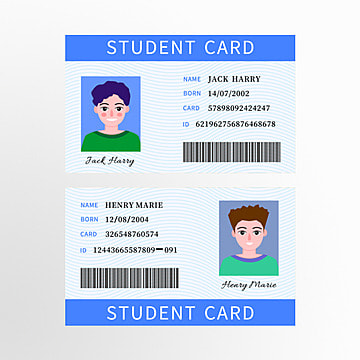 STUDENT CARD
NAME JACK HARRY
BORN 14/07/2002
CARD 57898092424247
ID 621962756876468678
Jack Harry
NAME HENRY MARIE
BORN 12/08/2004
CARD 326548760574
ID 12443665587809—091
Henry Marie
STUDENT CARD